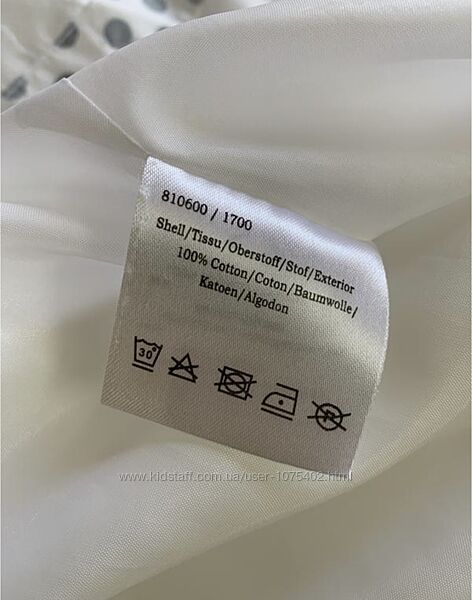 810600 / 1700
Shell/Tissu/Oberstoff/Stof/Exterior
100% Cotton/Coton/Baumwolle/
Katoen/Algodon
30°
P
www.kidstaff.com.ua/user-1075462.html